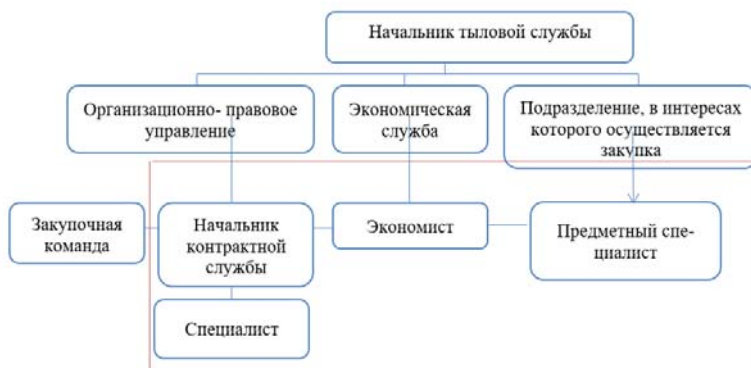 Начальник тыловой службы
Организационно- правовое
управление
Экономическая
служба
Подразделение, в интересах
которого осуществляется
закупка
Закупочная
команда
Начальник
контрактной
службы
Экономист
Предметный спе-
циалист
Специалист